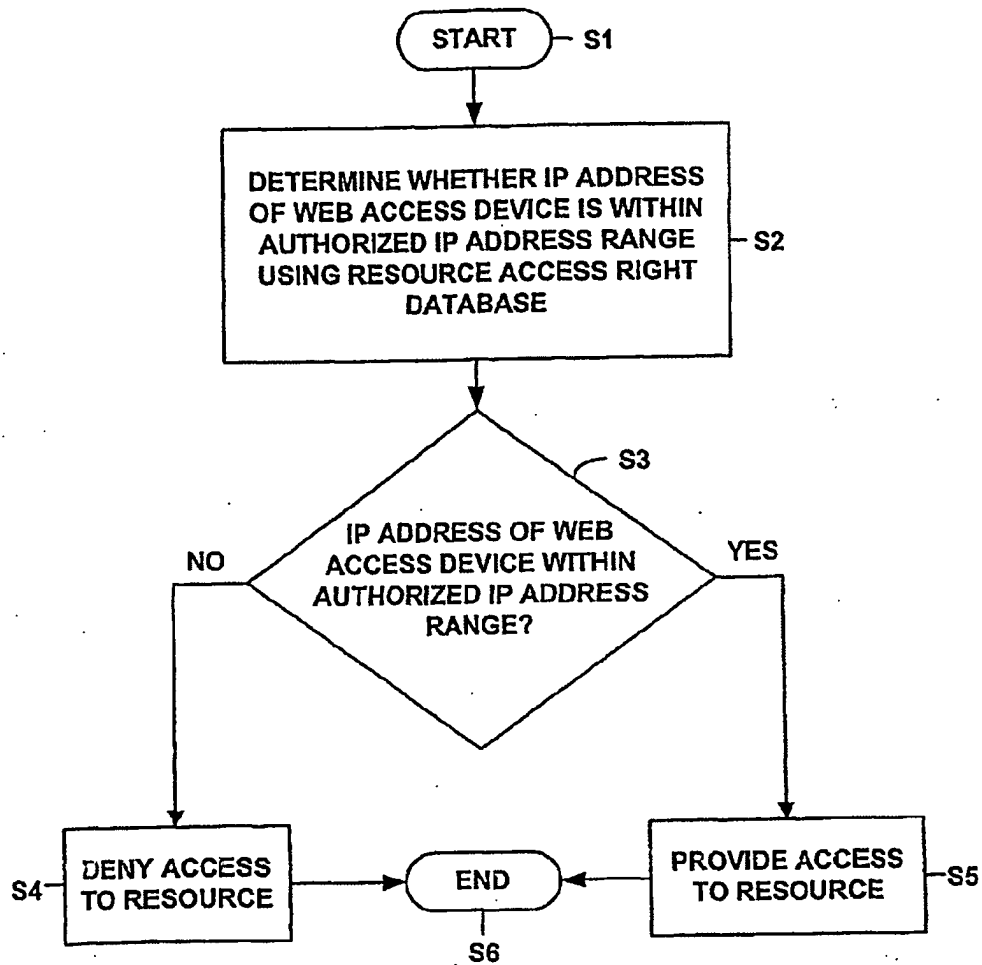 START
S1
DETERMINE WHETHER IP ADDRESS
OF WEB ACCESS DEVICE IS WITHIN
AUTHORIZED IP ADDRESS RANGE
USING RESOURCE ACCESS RIGHT
DATABASE
S2
S3
IP ADDRESS OF WEB
ACCESS DEVICE WITHIN
AUTHORIZED IP ADDRESS
RANGE?
NO
YES
S4
DENY ACCESS
TO RESOURCE
END
S6
PROVIDE ACCESS
TO RESOURCE
S5